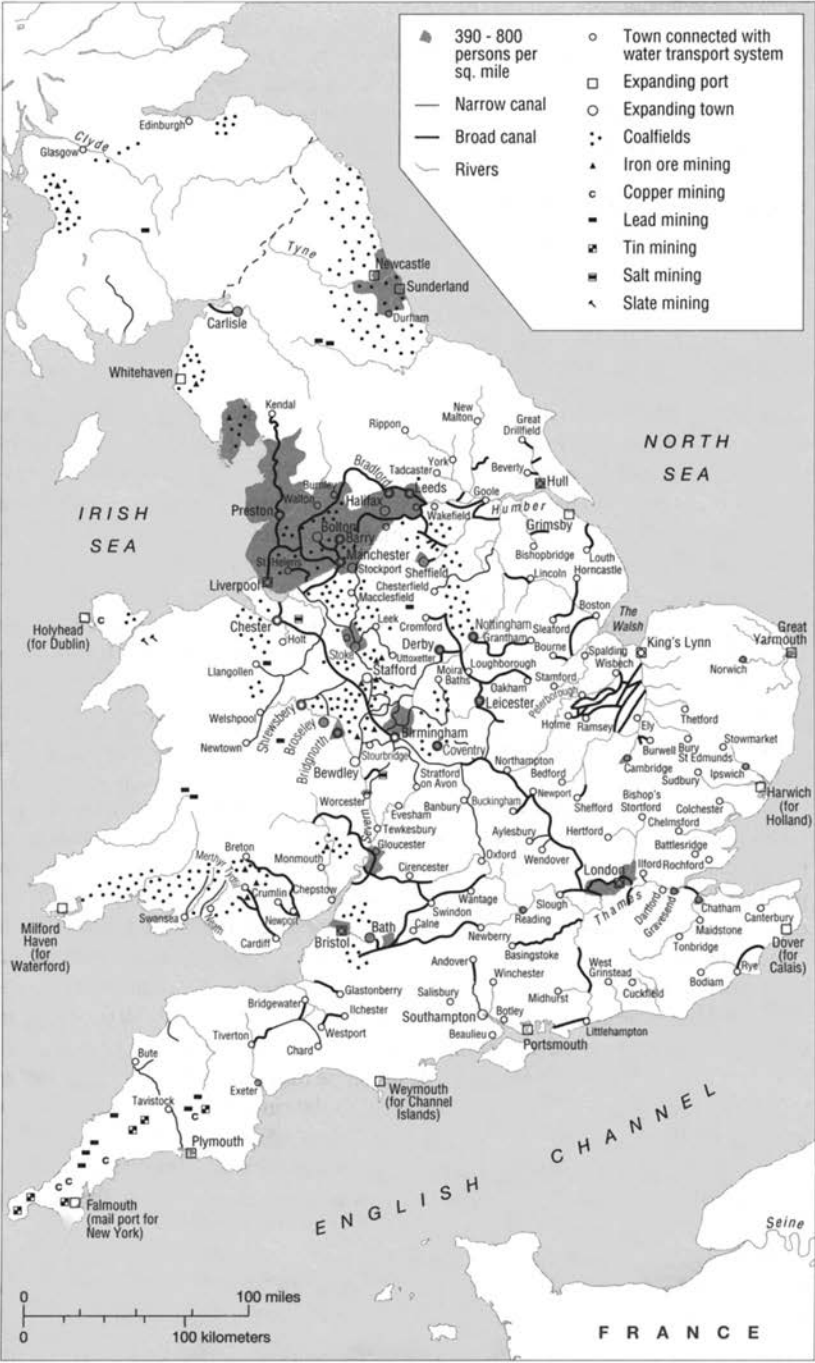 390 - 800
persons per
sq. mile
Narrow canal
Broad canal
Rivers
Town connected with
water transport system
Expanding port
Expanding town
Coalfields
Iron ore mining
Copper mining
Lead mining
Tin mining
Salt mining
Slate mining
Edinburgh
Clyde
Glasgow
Tyne
Newcastle
Sunderland
Durham
Carlisle
Whitehaven
Kendal
New
Malton
Rippon
Great
Drillfield
NORTH
SEA
York
Tadcaster
Beverly
Bradford
Leeds
Hull
Burnley
Walton
Halifax
Goole
Preston
Wakefield
Humber
Grimsby
IRISH
SEA
Bolton
Barry
Bishopbridge
Louth
Manchester
St. Helens
Stockport
Sheffield
Lincoln
Horncastle
Liverpool
Chesterfield
Macclesfield
Boston
The
Walsh
Holyhead
(for Dublin)
Chester
Leek
Cromford
Nottingham
Grantham
Sleaford
Great
Yarmouth
Holt
Stoke
Derby
Bourne
Spalding
King's Lynn
Uttoxeter
Wisbech
Norwich
Llangollen
Stafford
Moira
Baths
Loughborough
Oakham
Stamford
Peterborough
Leicester
Welshpool
Shrewsbery
Broseley
Bridgnorth
Holme
Ramsey
Ely
Thetford
Birmingham
Newtown
Stourbridge
Coventry
Burwell
Bury
St Edmunds
Stowmarket
Bewdley
Northampton
Cambridge
Stratford
on Avon
Bedford
Sudbury
Ipswich
Worcester
Banbury
Buckingham
Newport
Shefford
Bishop's
Stortford
Colchester
Harwich
(for
Holland)
Evesham
Severn
Tewkesbury
Aylesbury
Hertford
Chelmsford
Gloucester
Breton
Monmouth
Battlesridge
Merthyr Tydfil
Cirencester
Oxford
Wendover
London
Ilford
Rochford
Crumlin
Chepstow
Wantage
Slough
Thames
Dartford
Gravesend
Milford
Haven
(for
Waterford)
Swansea
Neath
Newport
Swindon
Reading
Chatham
Canterbury
Cardiff
Bristol
Bath
Calne
Newberry
Maidstone
Dover
(for
Calais)
Basingstoke
Tonbridge
Andover
West
Grinstead
Rye
Winchester
Bodiam
Glastonberry
Salisbury
Midhurst
Cuckfield
Bridgewater
Ilchester
Southampton
Botley
Tiverton
Westport
Beaulieu
Littlehampton
Bute
Chard
Portsmouth
Exeter
Weymouth
(for Channel
Islands)
Tavistock
Plymouth
ENGLISH CHANNEL
Falmouth
(mail port for
New York)
Seine
0 100 miles
0 100 kilometers
FRANCE